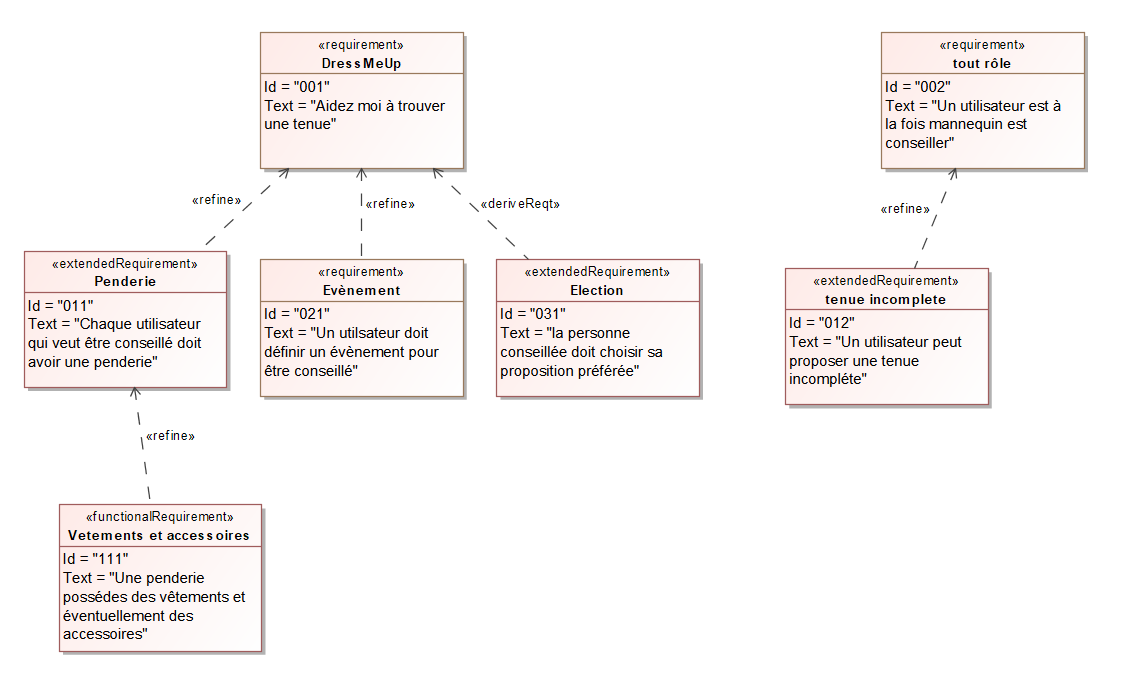 «requirement»
DressMeUp
Id = "001"
Text = "Aidez moi à trouver
une tenue"
«requirement»
tout rôle
Id = "002"
Text = "Un utilisateur est à
la fois mannequin est
conseiller"
«refine»
«refine»
«deriveReqt»
«refine»
«extendedRequirement»
Penderie
Id = "011"
Text = "Chaque utilisateur
qui veut être conseillé doit
avoir une penderie"
«requirement»
Evènement
Id = "021"
Text = "Un utilsateur doit
définir un évènement pour
être conseillé"
«extendedRequirement»
Election
Id = "031"
Text = "la personne
conseillée doit choisir sa
proposition préférée"
«extendedRequirement»
tenue incomplete
Id = "012"
Text = "Un utilisateur peut
proposer une tenue
incompléte"
«refine»
«functionalRequirement»
Vetements et accessoires
Id = "111"
Text = "Une penderie
possédes des vêtements et
éventuellement des
accessoires"